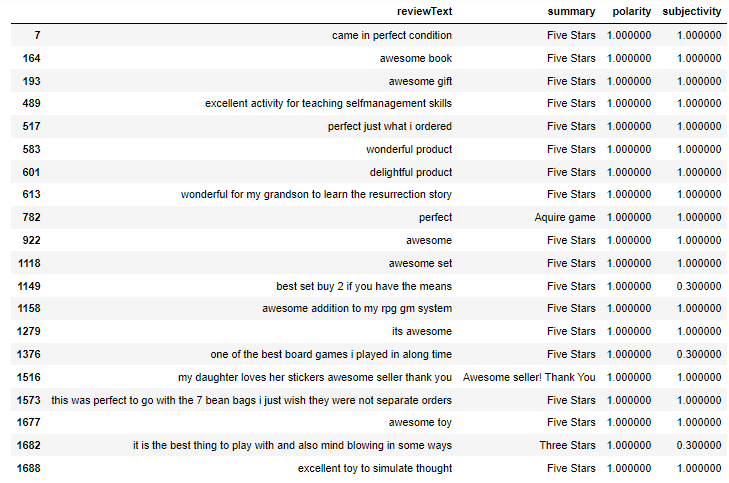 reviewText summary polarity subjectivity
7 came in perfect condition Five Stars 1.000000 1.000000
164 awesome book Five Stars 1.000000 1.000000
193 awesome gift Five Stars 1.000000 1.000000
489 excellent activity for teaching selfmanagement skills Five Stars 1.000000 1.000000
517 perfect just what i ordered Five Stars 1.000000 1.000000
583 wonderful product Five Stars 1.000000 1.000000
601 delightful product Five Stars 1.000000 1.000000
613 wonderful for my grandson to learn the resurrection story Five Stars 1.000000 1.000000
782 perfect Aquire game 1.000000 1.000000
922 awesome Five Stars 1.000000 1.000000
1118 awesome set Five Stars 1.000000 1.000000
1149 best set buy 2 if you have the means Five Stars 1.000000 0.300000
1158 awesome addition to my rpg gm system Five Stars 1.000000 1.000000
1279 its awesome Five Stars 1.000000 1.000000
1376 one of the best board games i played in along time Five Stars 1.000000 0.300000
1516 my daughter loves her stickers awesome seller thank you Awesome seller! Thank You 1.000000 1.000000
1573 this was perfect to go with the 7 bean bags i just wish they were not separate orders Five Stars 1.000000 1.000000
1677 awesome toy Five Stars 1.000000 1.000000
1682 it is the best thing to play with and also mind blowing in some ways Three Stars 1.000000 0.300000
1688 excellent toy to simulate thought Five Stars 1.000000 1.000000